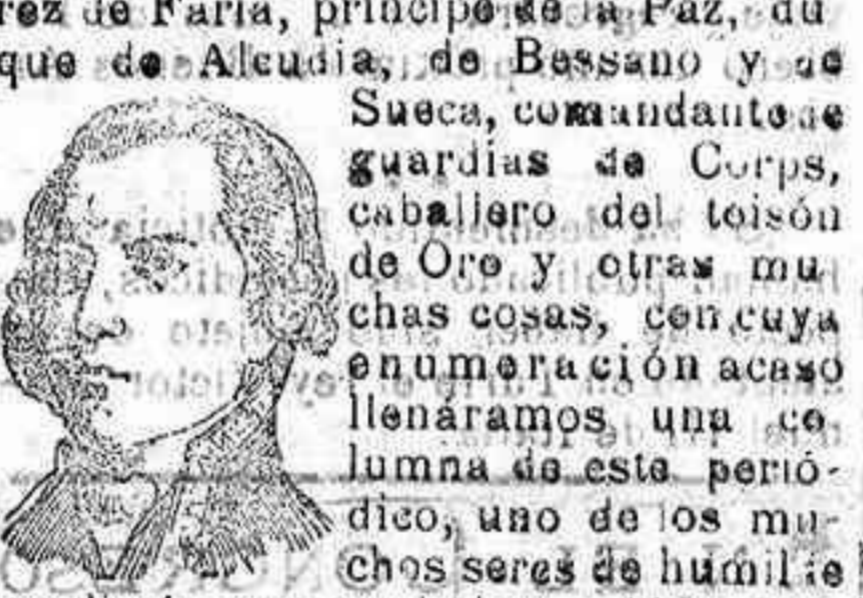 rez de Faria, príncipe de la Paz, du
que de Alcudia, de Bessano y de
Sueca, comandante de
guardias de Corps,
caballero del toisón
de Oro y otras mu
chas cosas, con cuya
enumeración acaso
llenáramos una co
lumna de este perió-
dico, uno de los mu-
chos seres de humilde